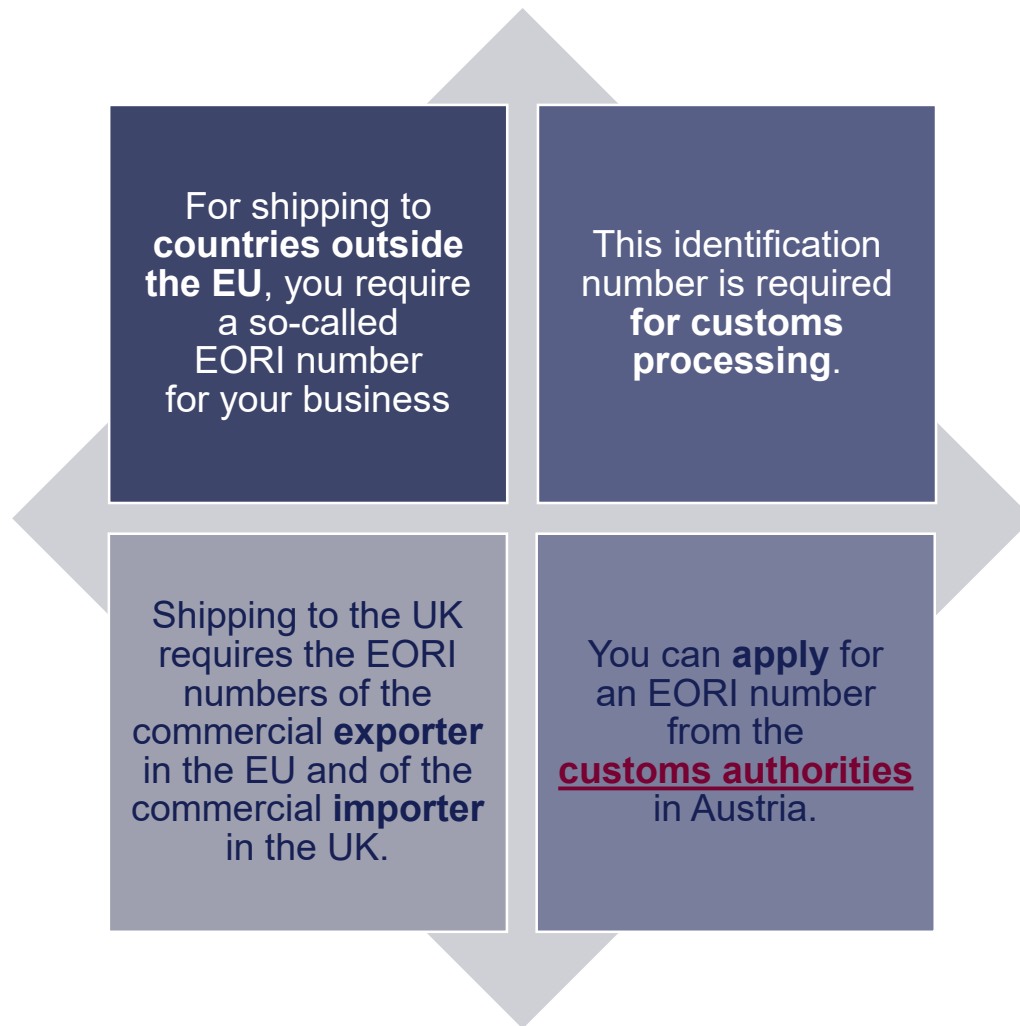 For shipping to
countries outside
the EU, you require
a so-called
EORI number
for your business
This identification
number is required
for customs
processing.
Shipping to the UK
requires the EORI
numbers of the
commercial exporter
in the EU and of the
commercial importer
in the UK.
You can apply for
an EORI number
from the
customs authorities
in Austria.